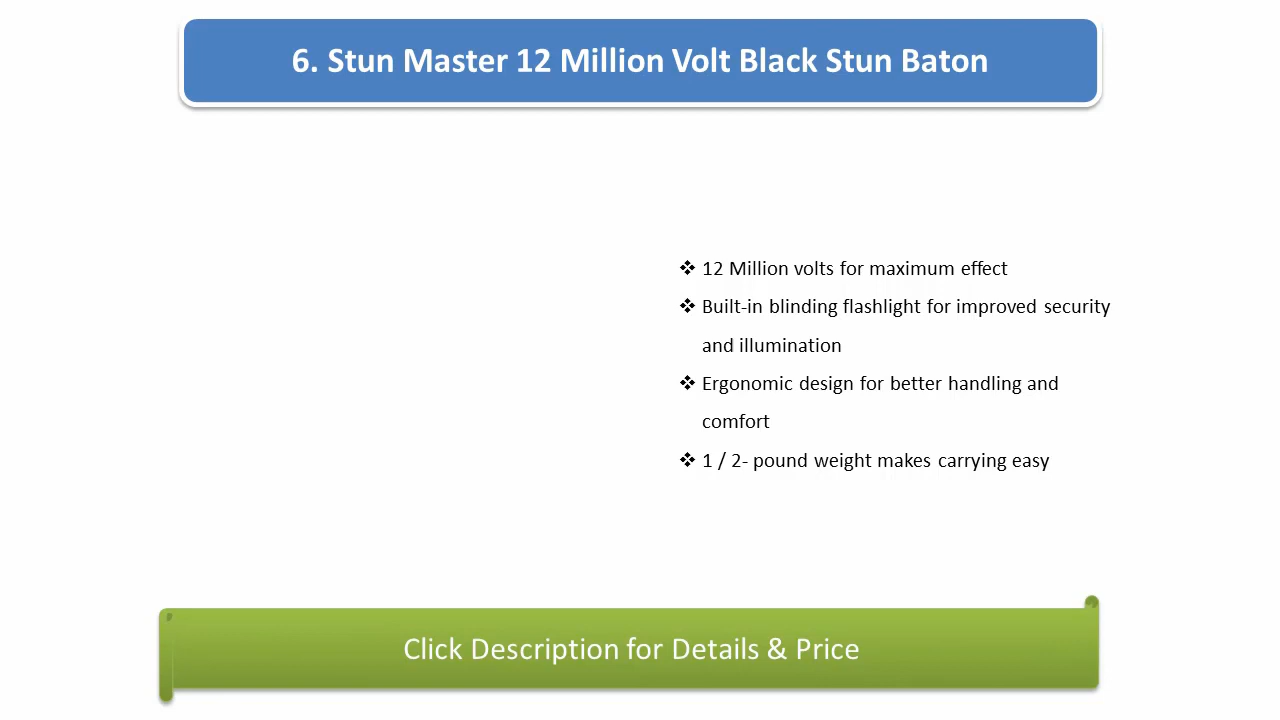 6. Stun Master 12 Million Volt Black Stun Baton
❖ 12 Million volts for maximum effect
❖ Built-in blinding flashlight for improved security
and illumination
❖ Ergonomic design for better handling and
comfort
❖ 1 / 2- pound weight makes carrying easy
Click Description for Details & Price